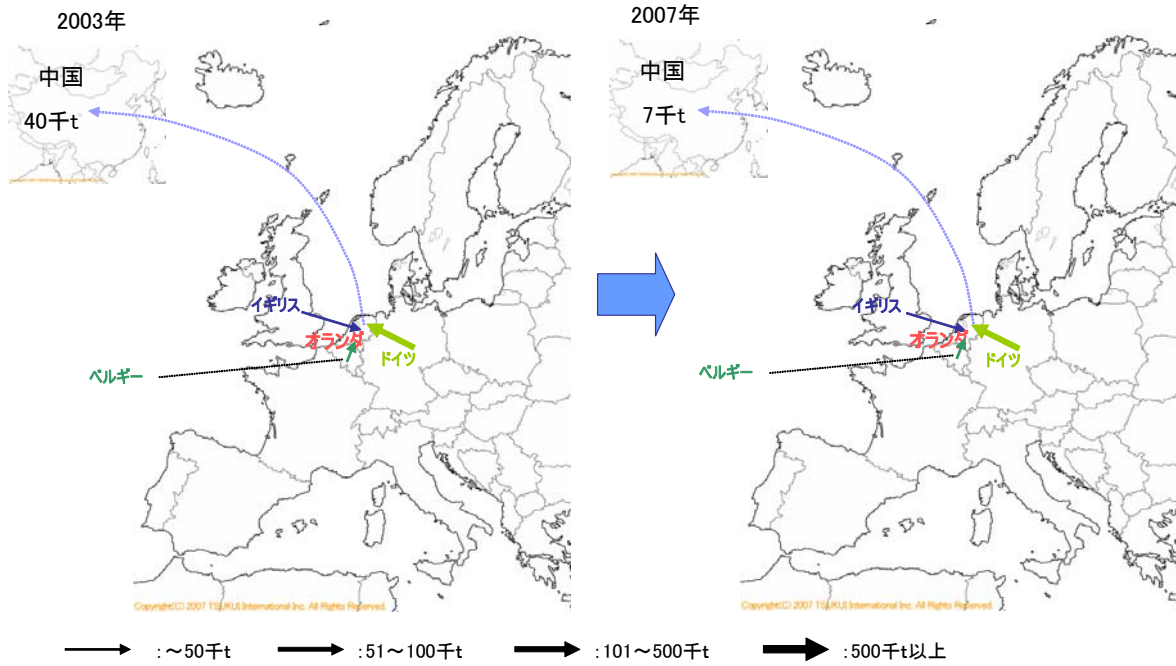 2003年
中国
40千t
イギリス
オランダ
ドイツ
ベルギー
Copyright(C) 2007 TSUKUI International Inc. All Rights Reserved.
2007年
中国
7千t
イギリス
オランダ
ドイツ
ベルギー
Copyright(C) 2007 TSUKUI International Inc. All Rights Reserved.
:~50千t :51~100千t :101~500千t :500千t以上